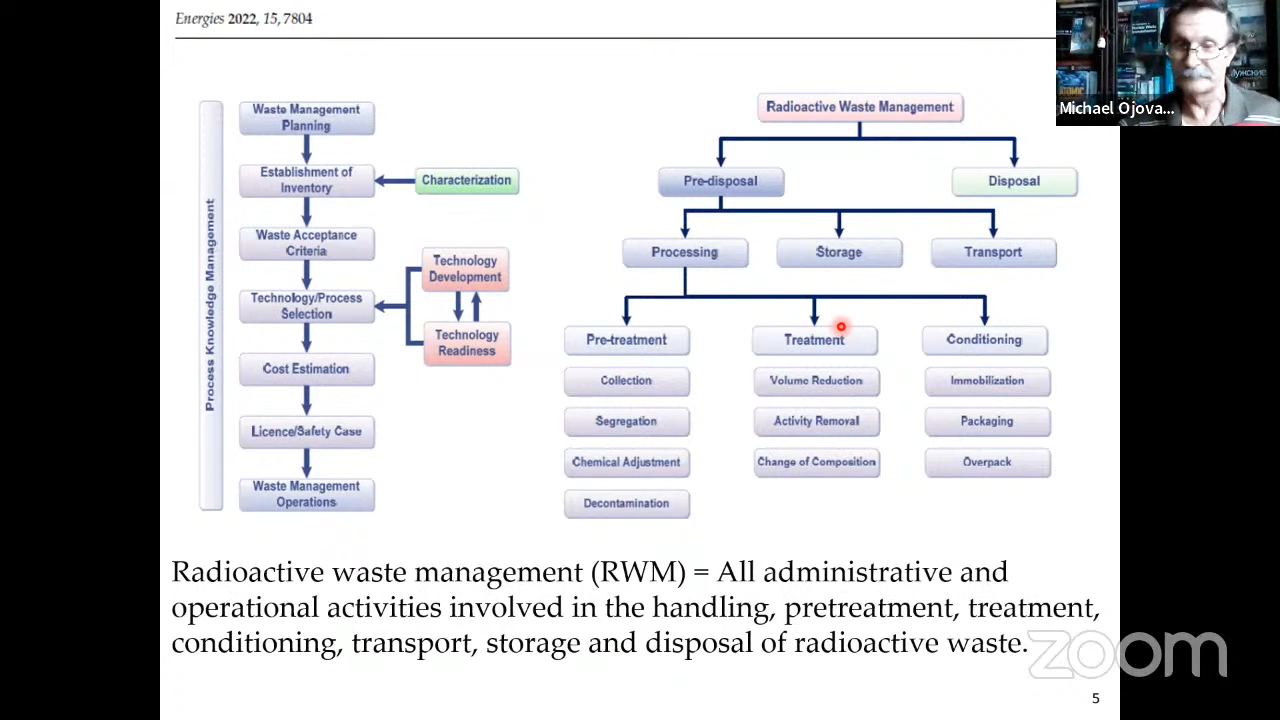 Energies 2022, 15, 7804
Michael Ojova...
Process Knowledge Management
Waste Management
Planning
Establishment of
Inventory
Characterization
Waste Acceptance
Criteria
Technology/Process
Selection
Technology
Development
Technology
Readiness
Cost Estimation
Licence/Safety Case
Waste Management
Operations
Radioactive Waste Management
Pre-disposal
Disposal
Processing
Storage
Transport
Pre-treatment
Treatment
Conditioning
Collection
Volume Reduction
Immobilization
Segregation
Activity Removal
Packaging
Chemical Adjustment
Change of Composition
Overpack
Decontamination
Radioactive waste management (RWM) = All administrative and
operational activities involved in the handling, pretreatment, treatment,
conditioning, transport, storage and disposal of radioactive waste.
zoom
5